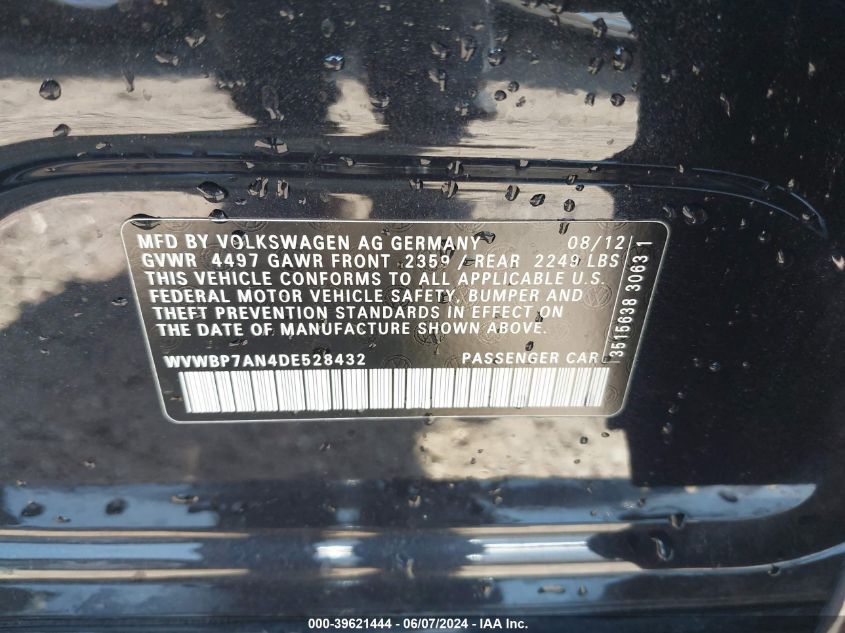 MFD BY VOLKSWAGEN AG GERMANY 08/12
GVWR 4497 GAWR FRONT 2359 / REAR 2249 LBS
THIS VEHICLE CONFORMS TO ALL APPLICABLE U.S.
FEDERAL MOTOR VEHICLE SAFETY, BUMPER AND
THEFT PREVENTION STANDARDS IN EFFECT ON
THE DATE OF MANUFACTURE SHOWN ABOVE.
WVWBP7AN4DE528432 PASSENGER CAR
3515638 30631
000-39621444 - 06/07/2024 - IAA Inc.